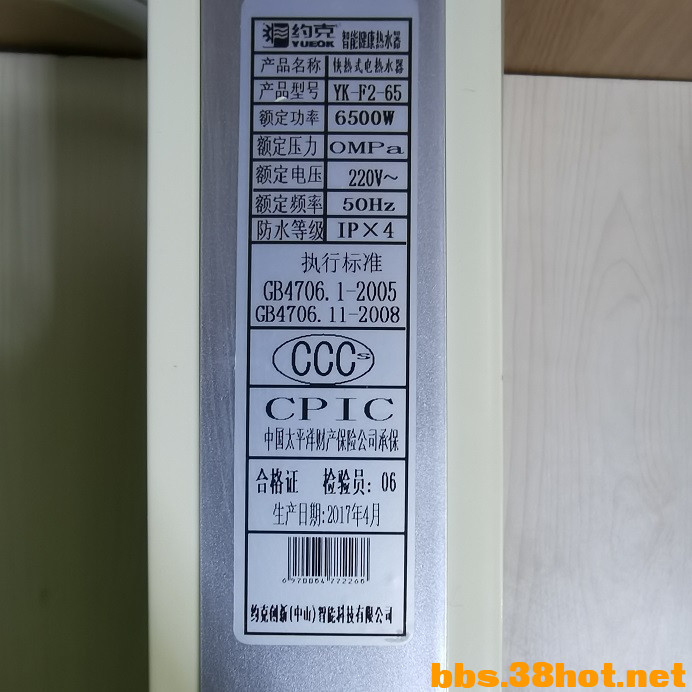 约克 智能健康热水器
YUEOK
产品名称 快热式电热水器
产品型号 YK-F2-65
额定功率 6500W
额定压力 0MPa
额定电压 220V~
额定频率 50Hz
防水等级 IP×4
执行标准
GB4706.1-2005
GB4706.11-2008
CCC S
CPIC
中国太平洋财产保险公司承保
合格证 检验员: 06
生产日期:2017年4月
6970064772266
约克创新(中山)智能科技有限公司
bbs.38hot.net